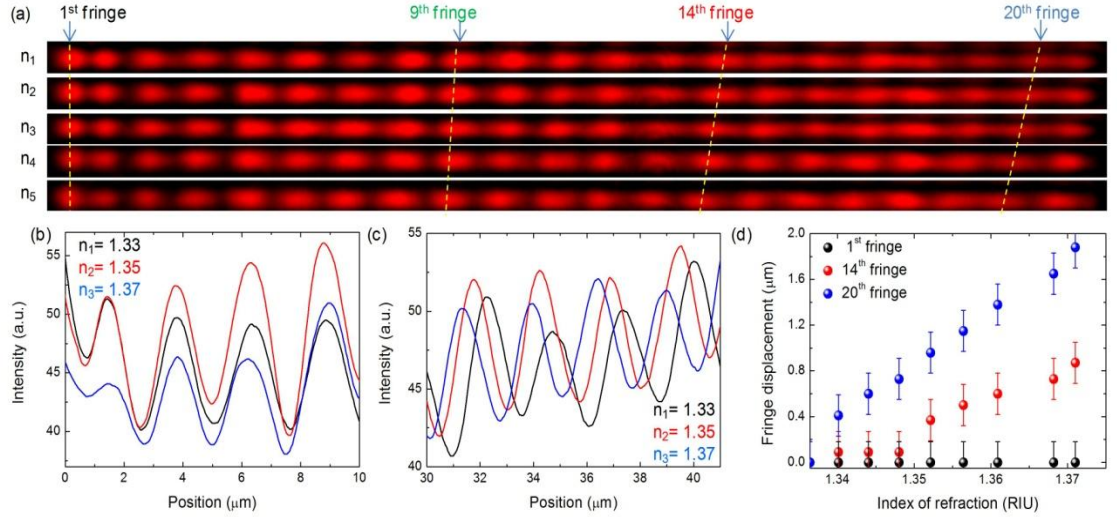 (a)
1st fringe 9th fringe 14th fringe 20th fringe
n1
n2
n3
n4
n5
(b)
n1= 1.33
n2= 1.35
n3= 1.37
55
50
45
40
Intensity (a.u.)
0 2 4 6 8 10
Position (μm)
(c)
55
50
45
40
Intensity (a.u.)
n1= 1.33
n2= 1.35
n3= 1.37
30 32 34 36 38 40
Position (μm)
(d)
1st fringe
14th fringe
20th fringe
2.0
1.6
1.2
0.8
0.4
0.0
Fringe displacement (μm)
1.34 1.35 1.36 1.37
Index of refraction (RIU)